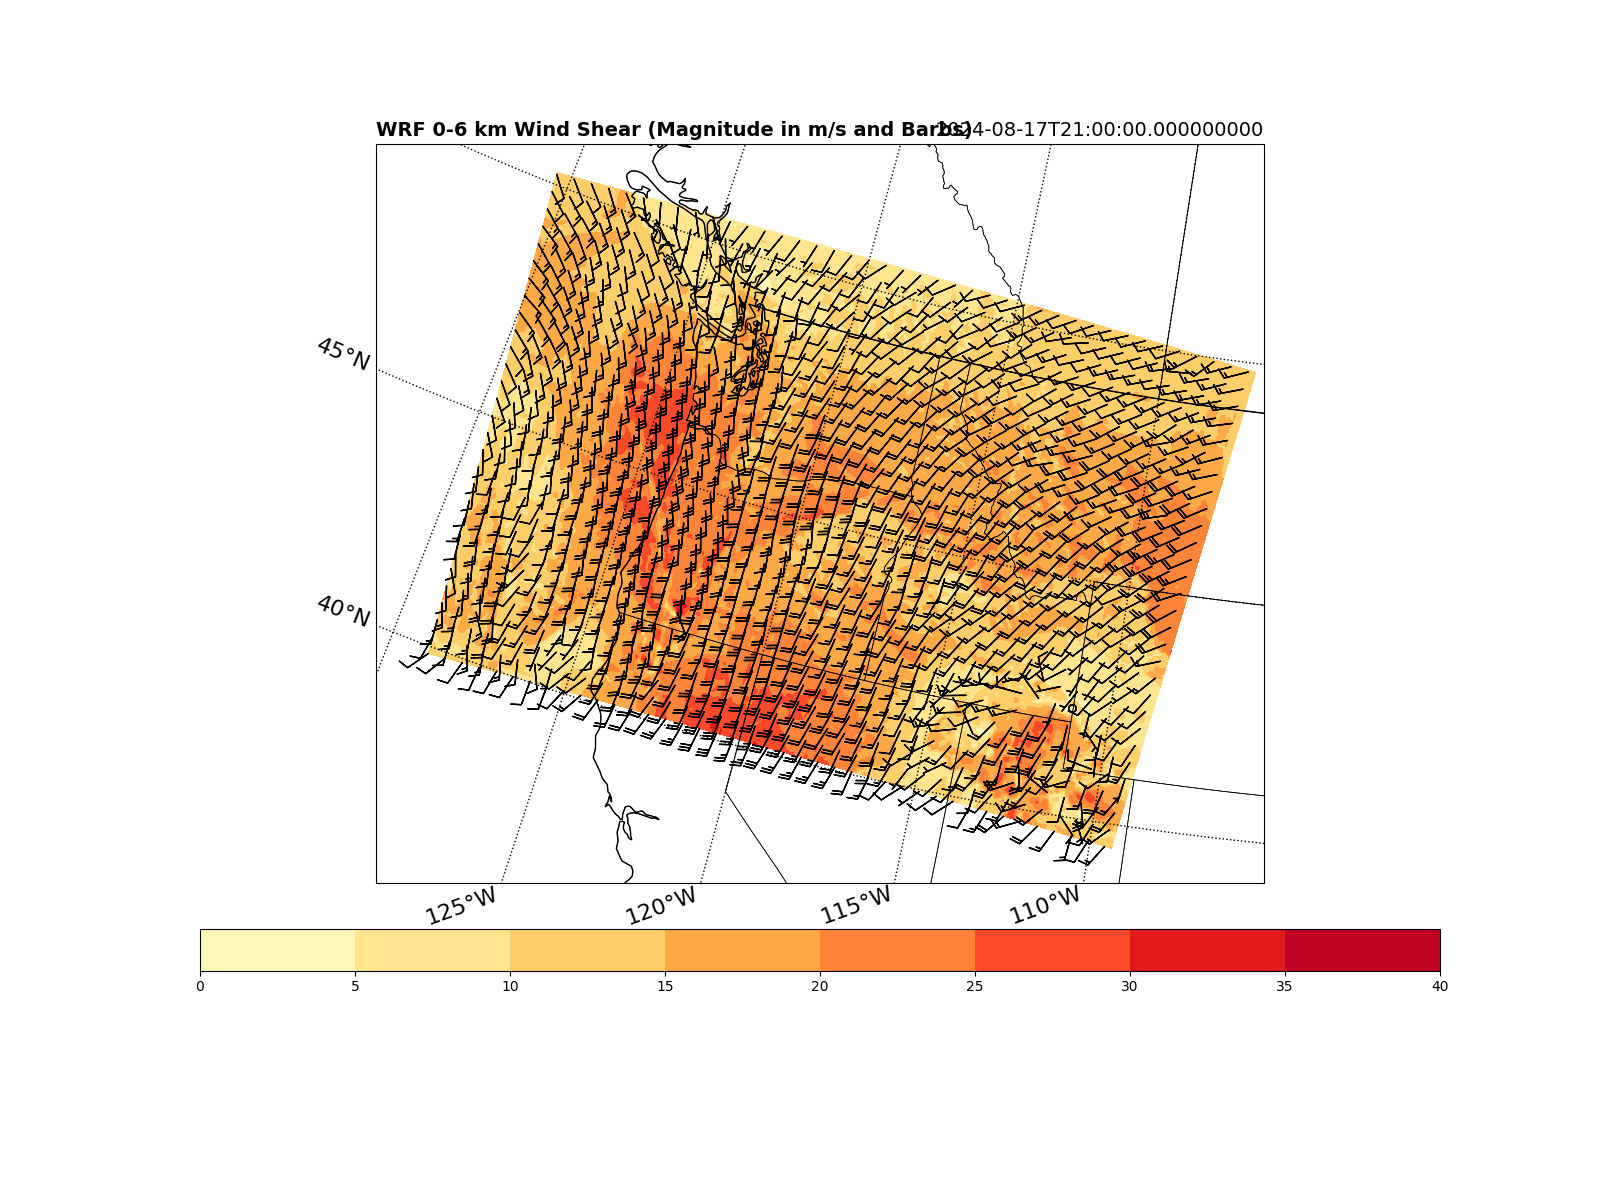 WRF 0-6 km Wind Shear (Magnitude in m/s and Barbs) 2024-08-17T21:00:00.000000000
45°N
40°N
125°W 120°W 115°W 110°W
0 5 10 15 20 25 30 35 40